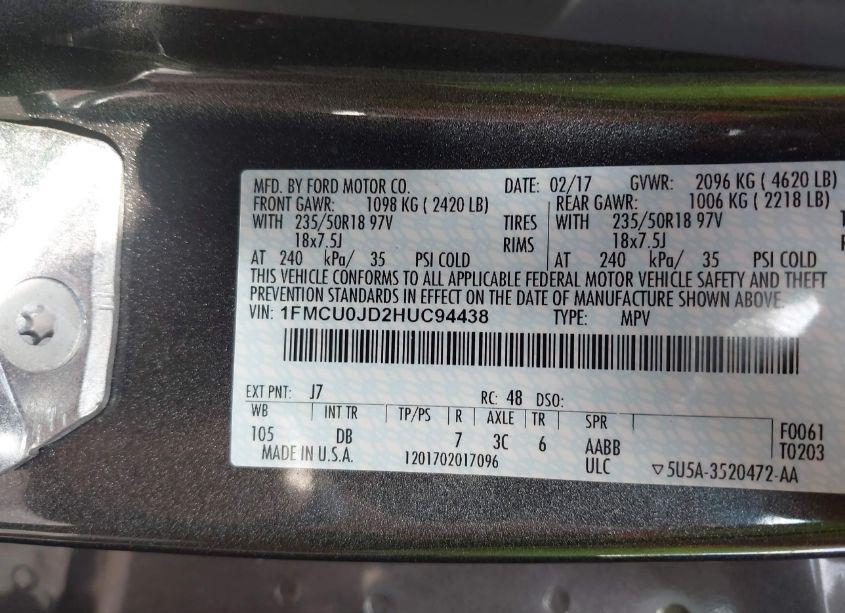 MFD. BY FORD MOTOR CO. DATE: 02/17 GVWR: 2096 KG ( 4620 LB)
FRONT GAWR: 1098 KG ( 2420 LB) REAR GAWR: 1006 KG ( 2218 LB)
WITH 235/50R18 97V TIRES WITH 235/50R18 97V
18x7.5J RIMS 18x7.5J
AT 240 kPa/ 35 PSI COLD AT 240 kPa/ 35 PSI COLD
THIS VEHICLE CONFORMS TO ALL APPLICABLE FEDERAL MOTOR VEHICLE SAFETY AND THEFT
PREVENTION STANDARDS IN EFFECT ON THE DATE OF MANUFACTURE SHOWN ABOVE.
VIN: 1FMCU0JD2HUC94438 TYPE: MPV
EXT PNT: J7 RC: 48 DSO:
WB INT TR TP/PS R AXLE TR SPR
105 DB 7 3C 6 AABB F0061
MADE IN U.S.A. 1201702017096 ULC T0203
▽5U5A-3520472-AA